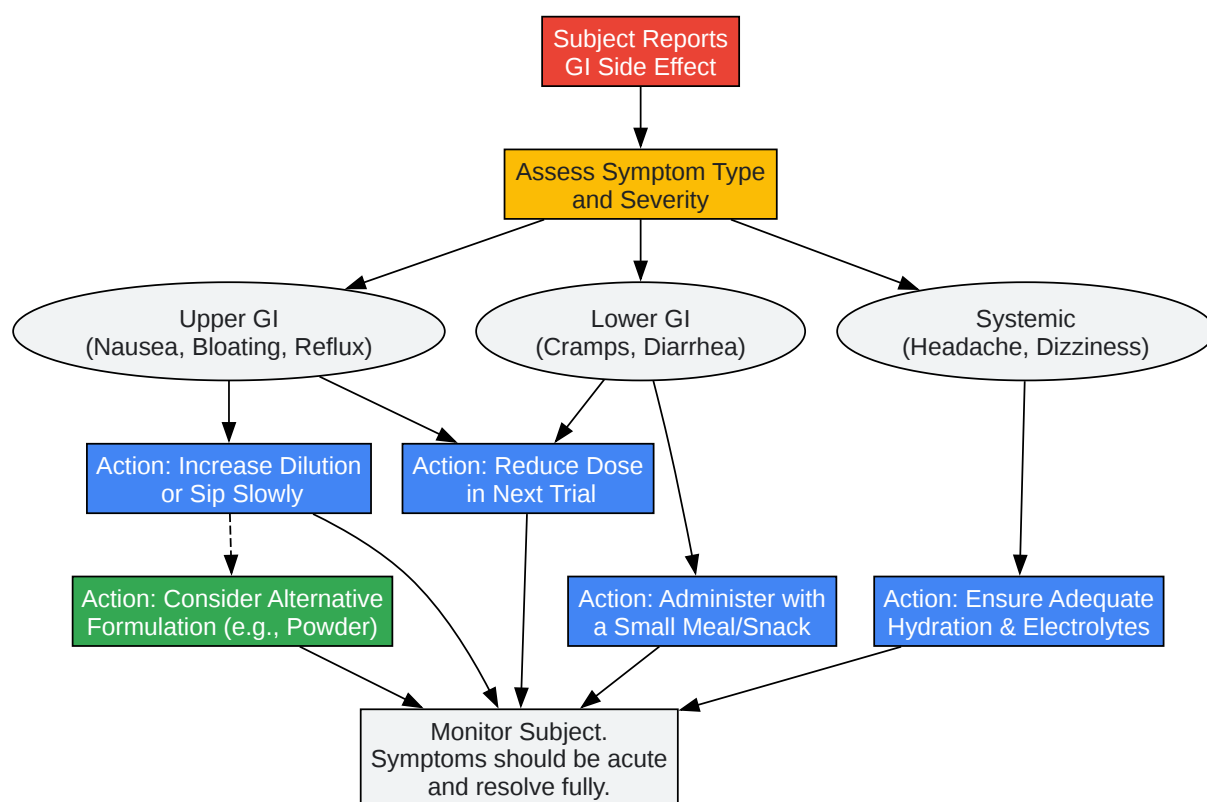 Subject Reports
GI Side Effect
Assess Symptom Type
and Severity
Upper GI
(Nausea, Bloating, Reflux)
Lower GI
(Cramps, Diarrhea)
Systemic
(Headache, Dizziness)
Action: Increase Dilution
or Sip Slowly
Action: Reduce Dose
in Next Trial
Action: Consider Alternative
Formulation (e.g., Powder)
Action: Administer with
a Small Meal/Snack
Action: Ensure Adequate
Hydration & Electrolytes
Monitor Subject.
Symptoms should be acute
and resolve fully.